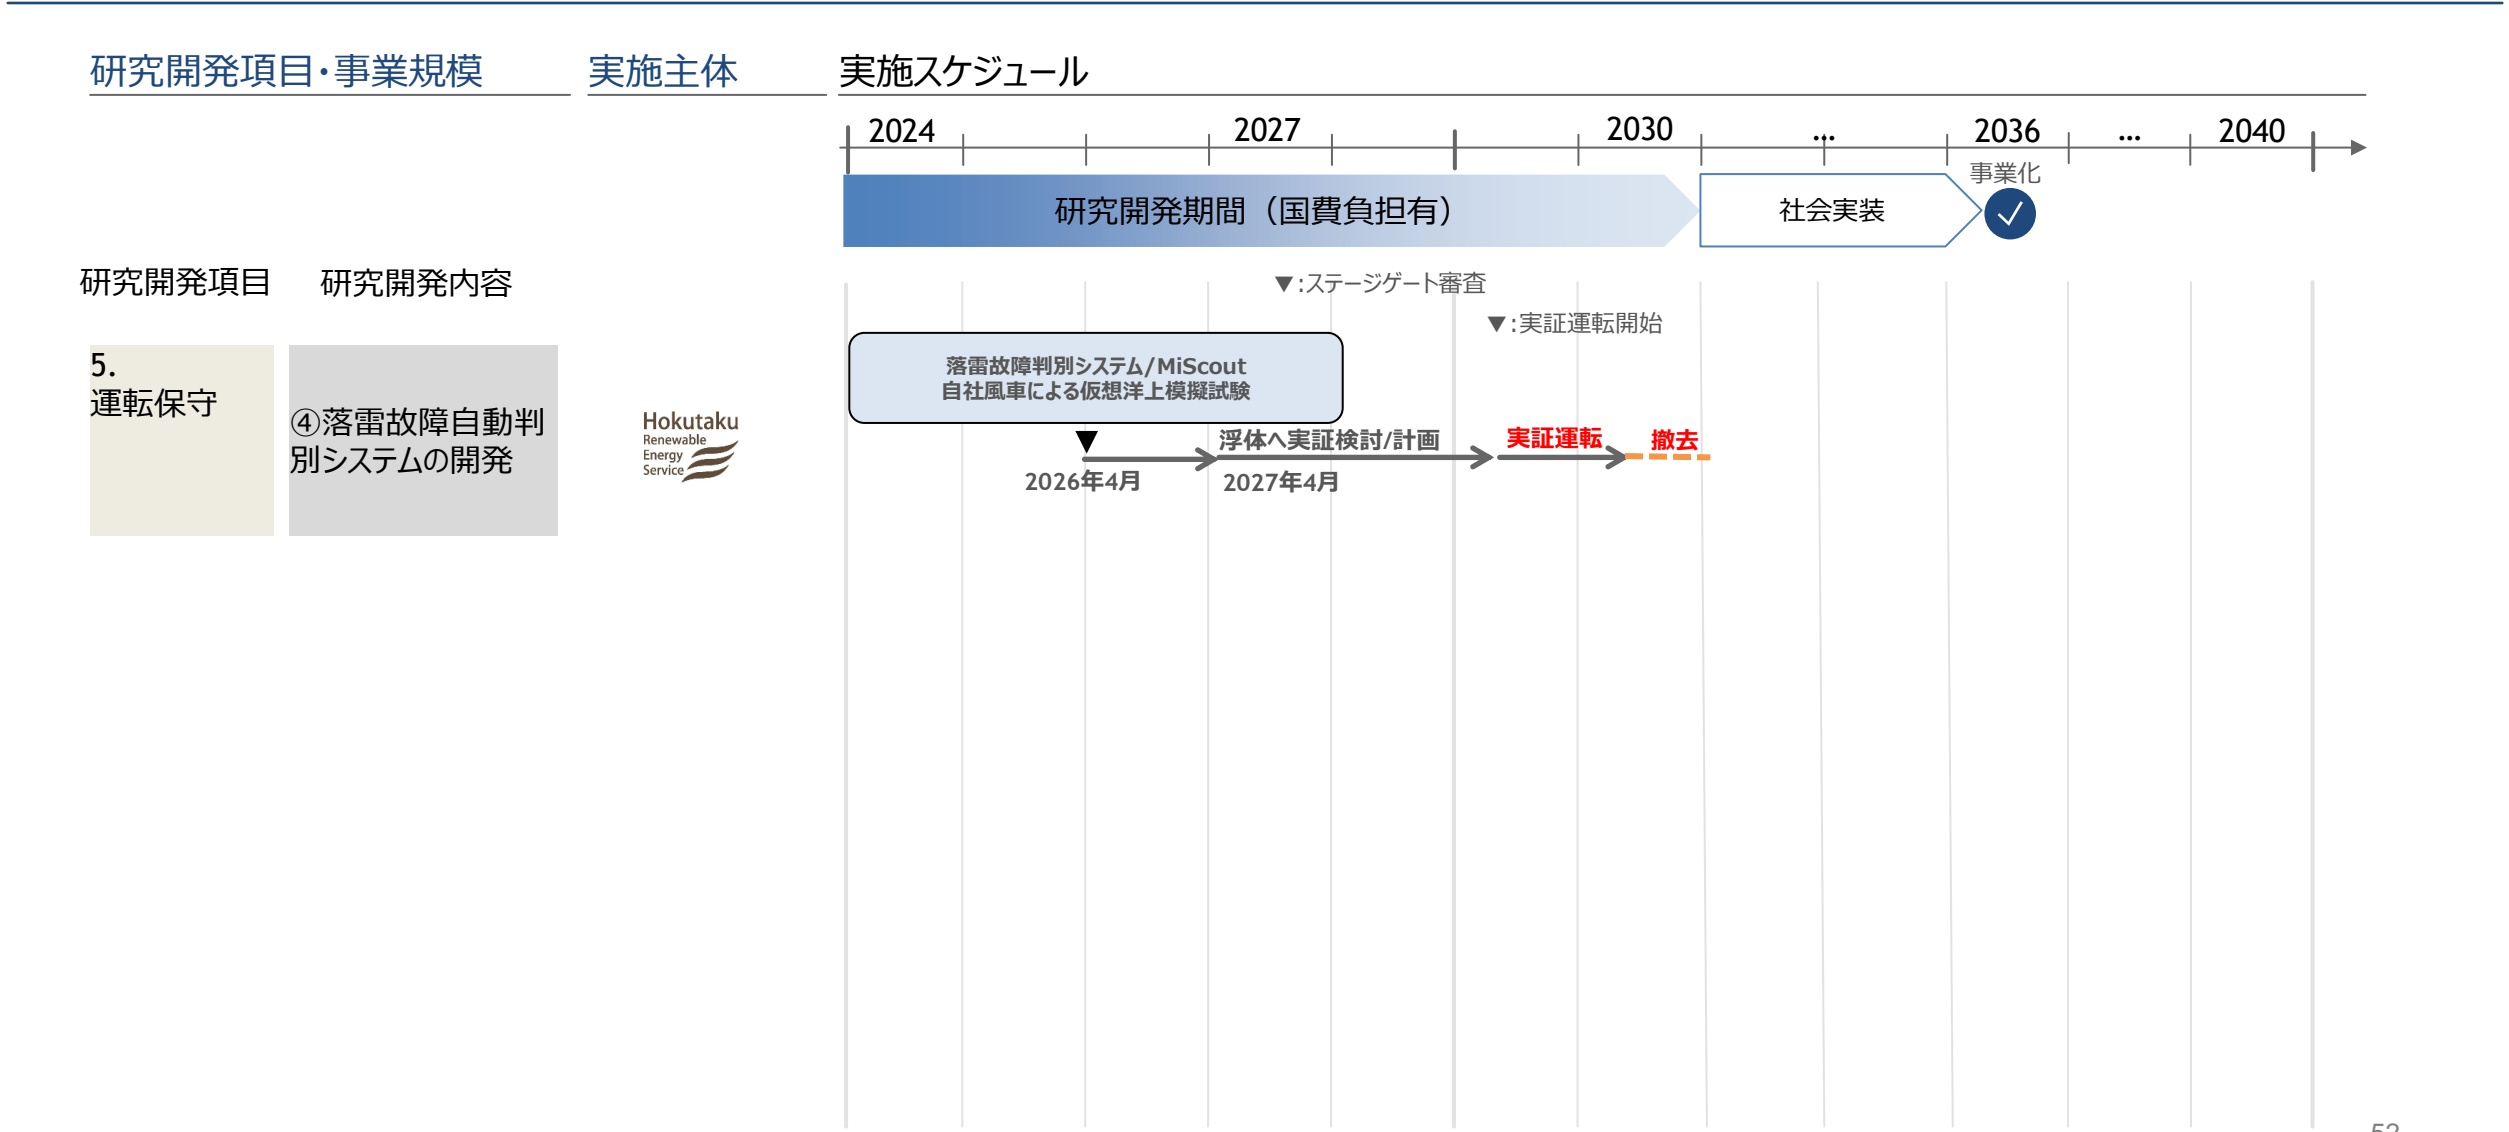 研究開発項目・事業規模
実施主体
実施スケジュール
2024
2027
2030
...
2036
...
2040
事業化
研究開発期間（国費負担有）
社会実装
研究開発項目
研究開発内容
▼:ステージゲート審査
▼:実証運転開始
5.
運転保守
④落雷故障自動判
別システムの開発
Hokutaku
Renewable
Energy
Service
落雷故障判別システム/MiScout
自社風車による仮想洋上模擬試験
浮体へ実証検討/計画
実証運転
撤去
2026年4月
2027年4月